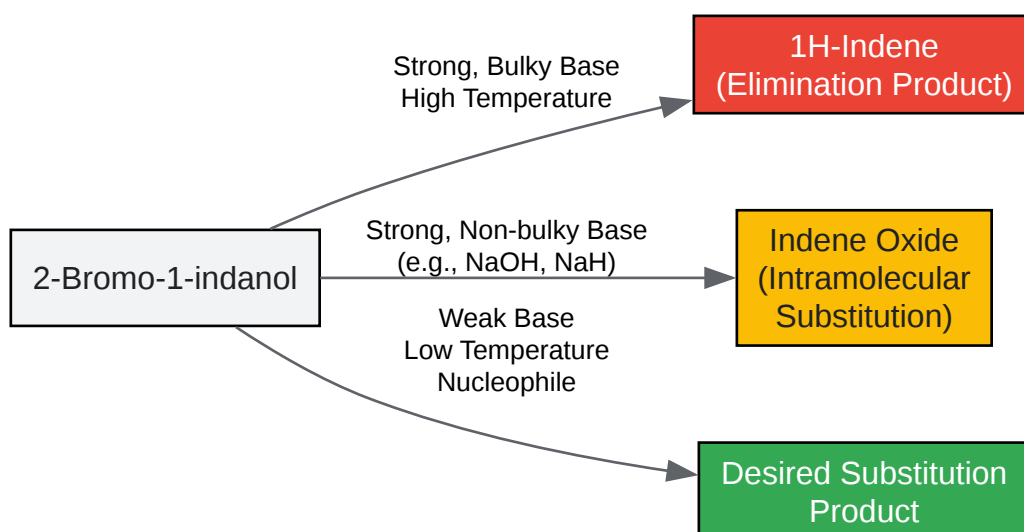 2-Bromo-1-indanol
Strong, Bulky Base
High Temperature
1H-Indene
(Elimination Product)
Strong, Non-bulky Base
(e.g., NaOH, NaH)
Indene Oxide
(Intramolecular
Substitution)
Weak Base
Low Temperature
Nucleophile
Desired Substitution
Product